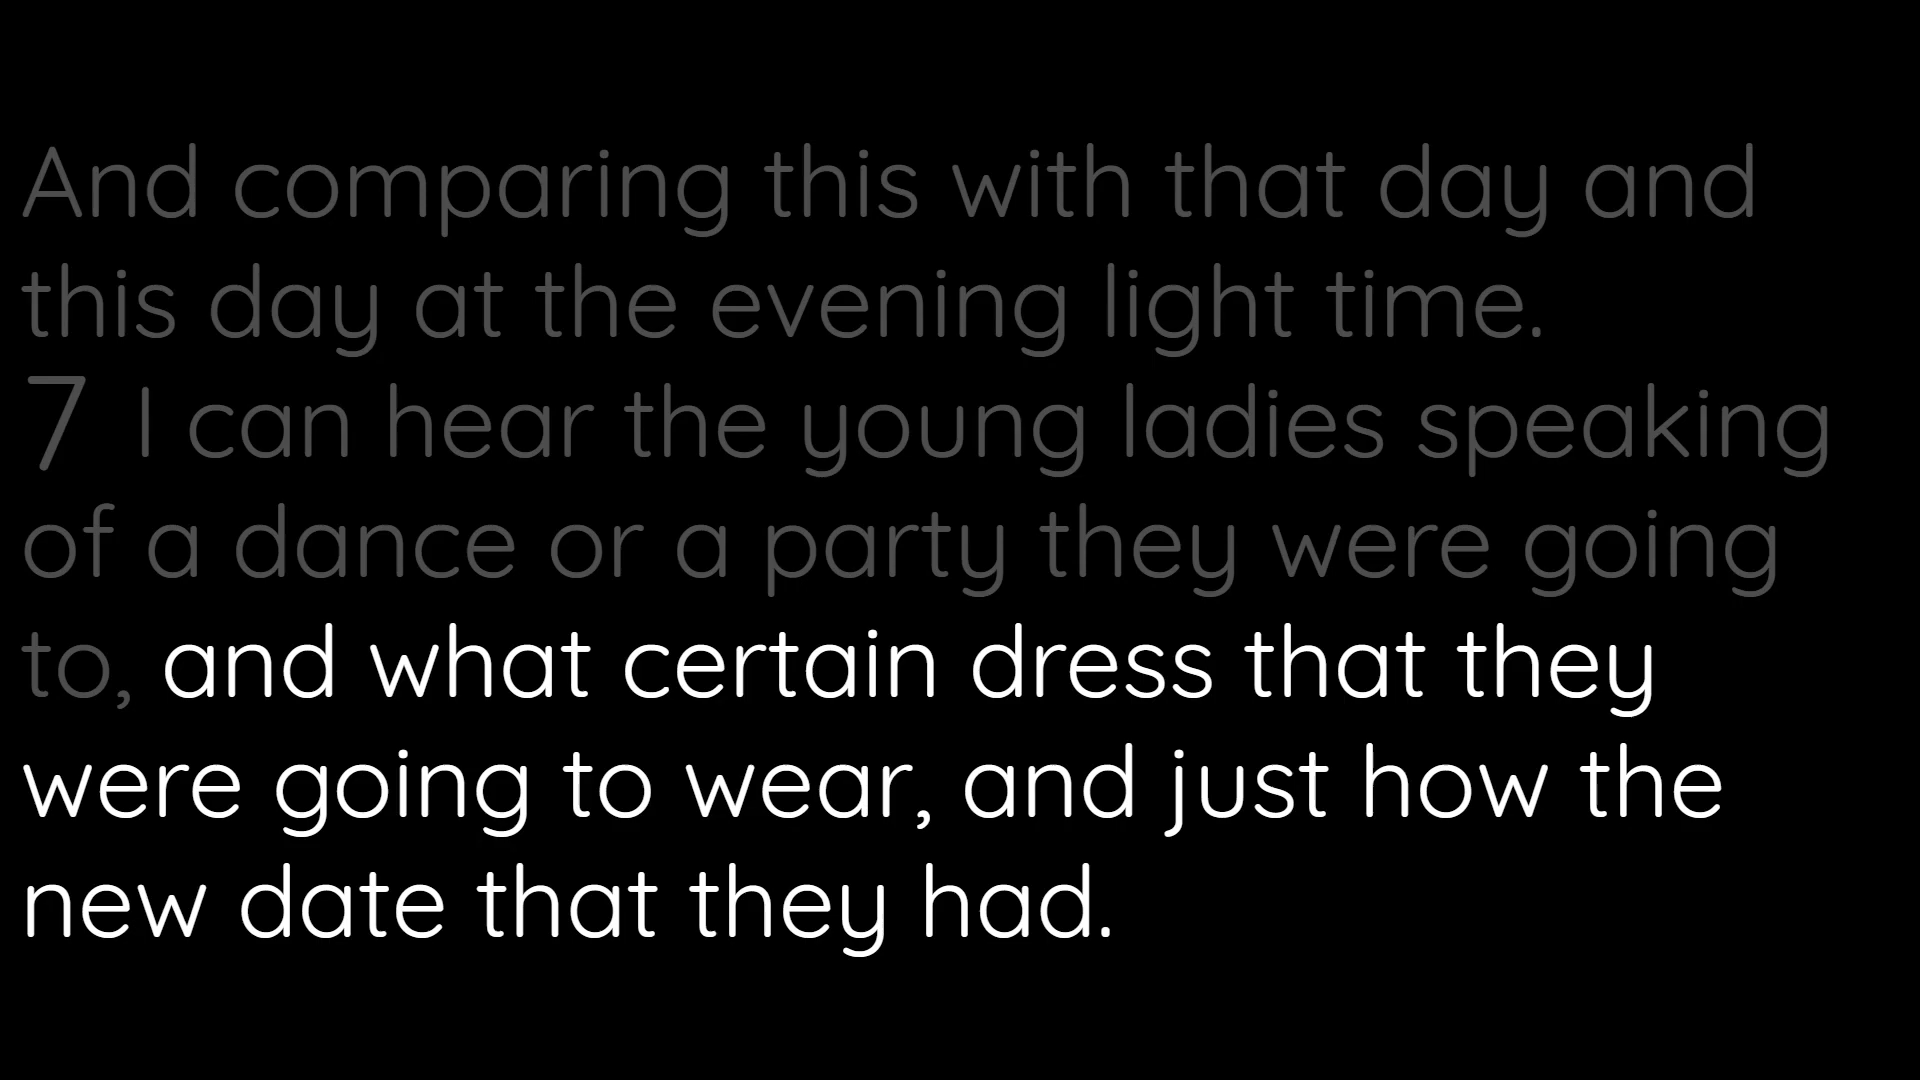 And comparing this with that day and
this day at the evening light time.
7 I can hear the young ladies speaking
of a dance or a party they were going
to, and what certain dress that they
were going to wear, and just how the
new date that they had.